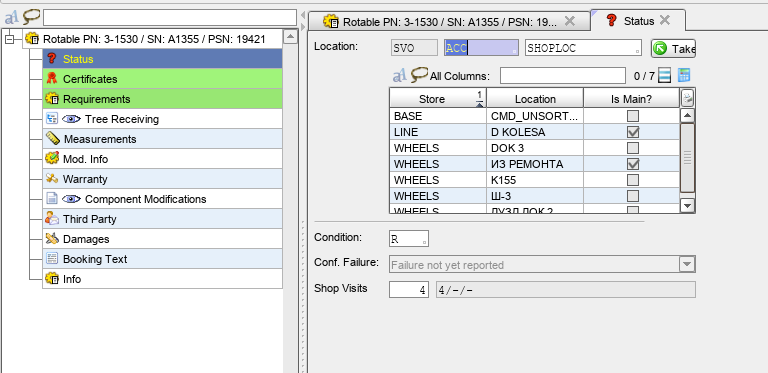 Rotable PN: 3-1530 / SN: A1355 / PSN: 19...
Status
Rotable PN: 3-1530 / SN: A1355 / PSN: 19421
Status
Certificates
Requirements
Tree Receiving
Measurements
Mod. Info
Warranty
Component Modifications
Third Party
Damages
Booking Text
Info
Location: SVO ACC SHOPLOC Take
All Columns: 0 / 7
Store 1 Location Is Main?
BASE CMD_UNSORT...
LINE D KOLESA
WHEELS DOK 3
WHEELS ИЗ РЕМОНТА
WHEELS K155
WHEELS Ш-3
WHEELS
Condition: R
Conf. Failure: Failure not yet reported
Shop Visits 4 4/-/-